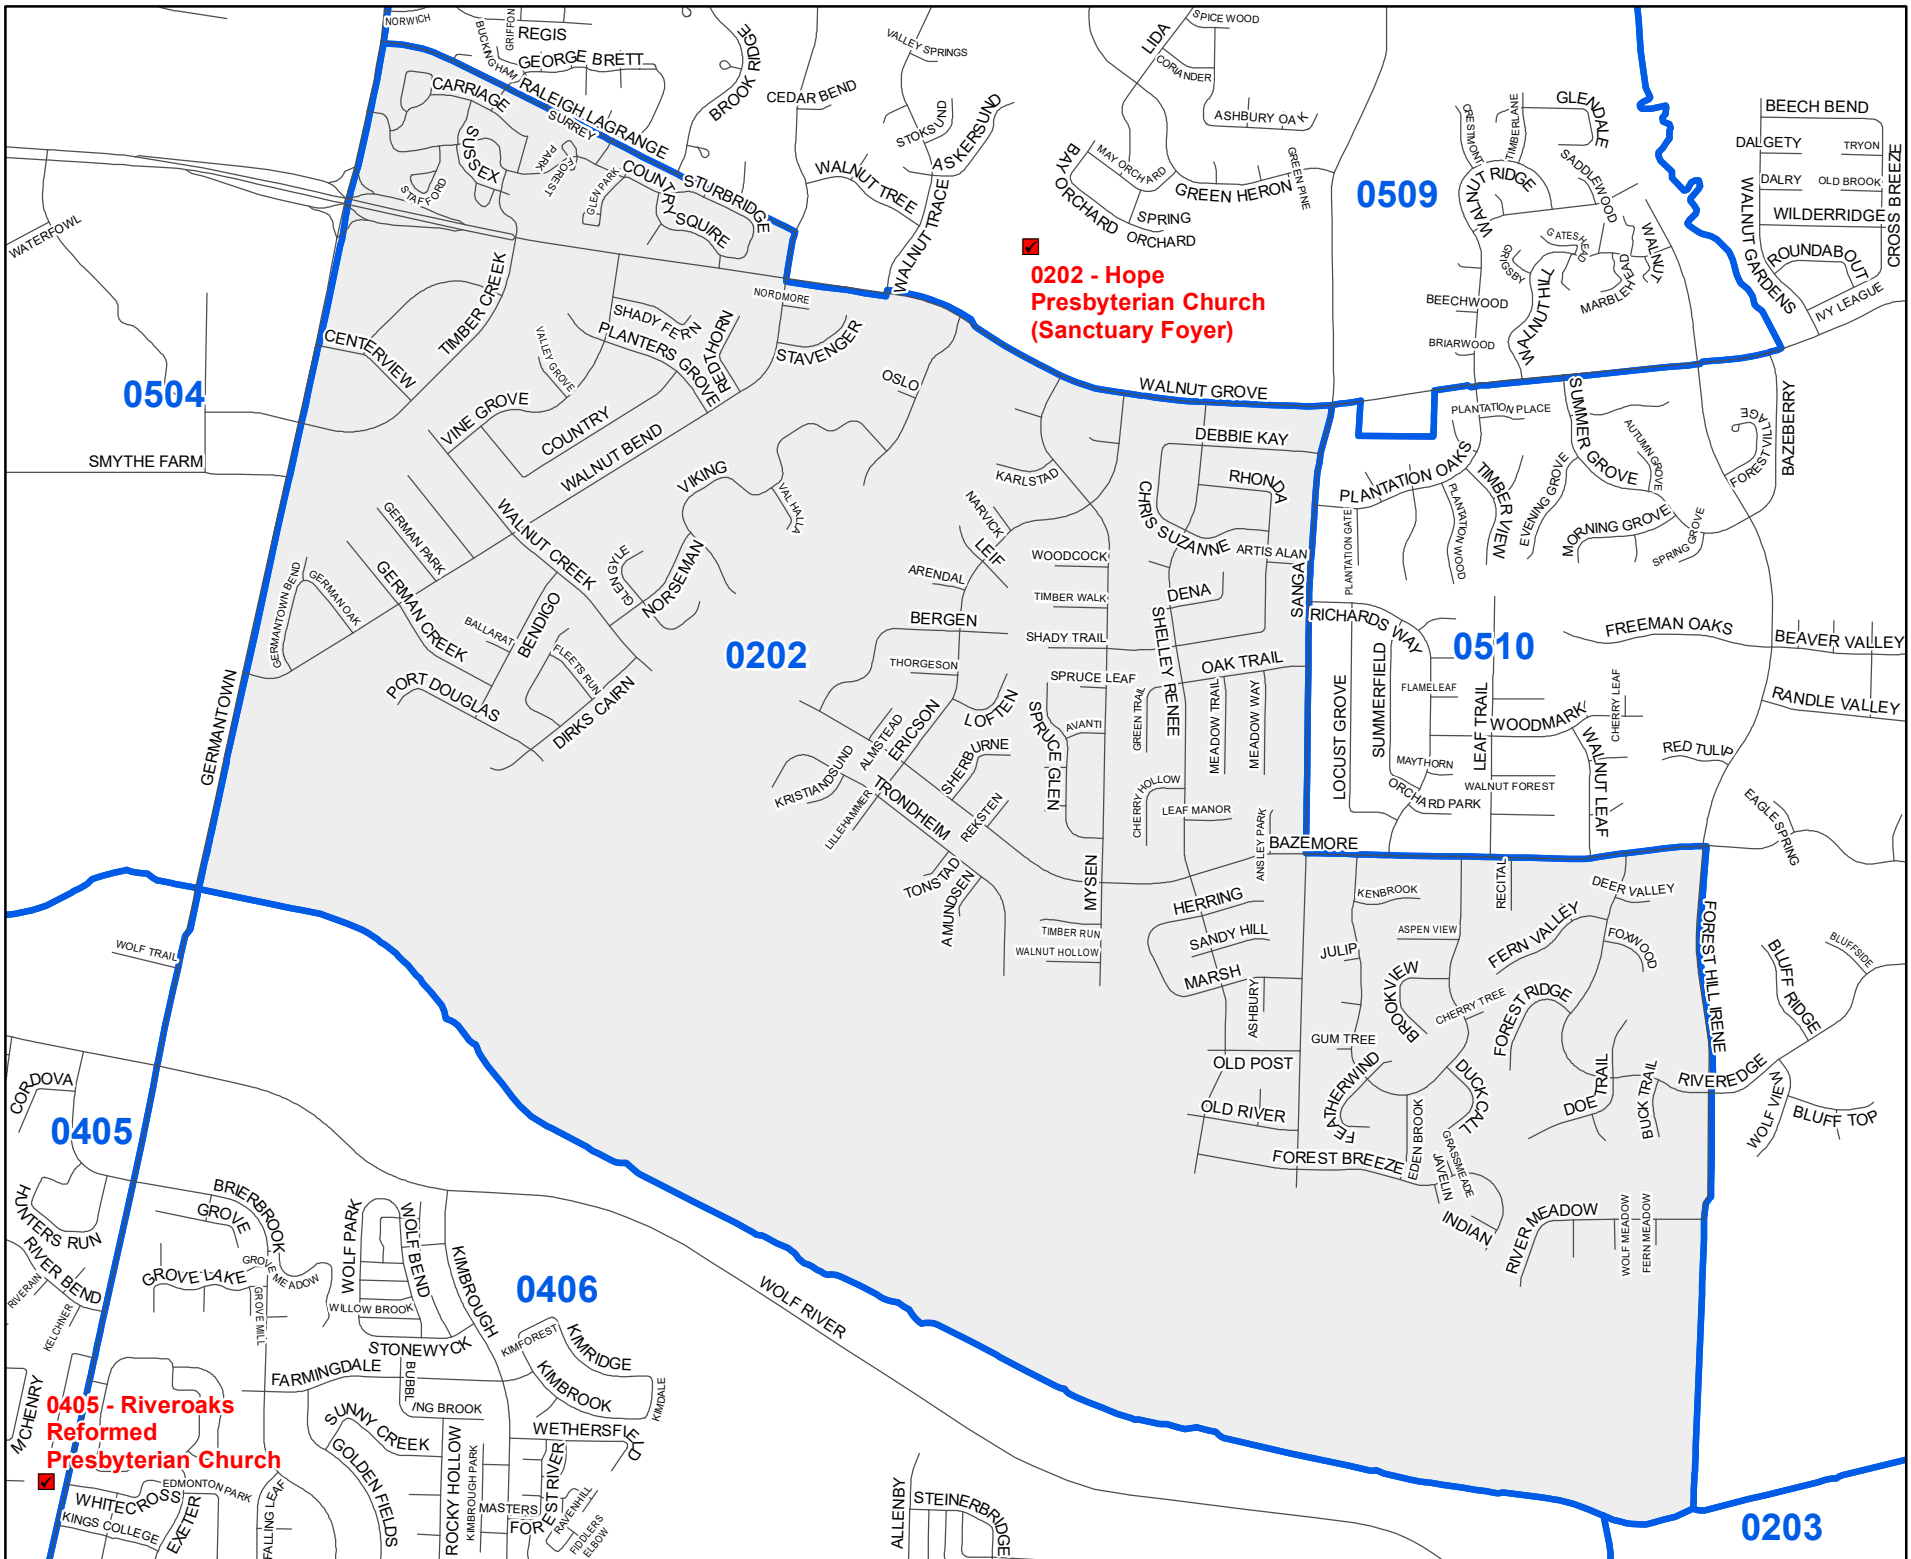 NORWICH
BUCKINGHAM
GRIFFON
REGIS
GEORGE BRETT
BROOK RIDGE
VALLEY SPRINGS
SPICE WOOD
LIDA
CORIANDER
CARRIAGE
RALEIGH LAGRANGE
SURREY
CEDAR BEND
STOKSUND
ASKERSUND
ASHBURY OAK
CRESTMONT
TIMBERLANE
GLENDALE
BEECH BEND
DALGETY
TRYON
SUSSEX
STAFFORD
FOREST PARK
GLEN PARK
COUNTRY SQUIRE
STURBRIDGE
WALNUT TREE
WALNUT TRACE
BAY ORCHARD
MAY ORCHARD
GREEN HERON
GREEN PINE
SPRING
ORCHARD
0509
WALNUT RIDGE
SADDLEWOOD
DALRY
OLD BROOK
WILDERRIDGE
CROSS BREEZE
WALNUT GARDENS
ROUNDABOUT
IVY LEAGUE
WATERFOWL
0202 - Hope
Presbyterian Church
(Sanctuary Foyer)
GATESHEAD
GRIGSBY
WALNUT
MARBLEHEAD
WALNUT HILL
BEECHWOOD
BRIARWOOD
TIMBER CREEK
CENTERVIEW
NORDMORE
SHADY FERN
PLANTERS GROVE
REDTHORN
STAVENGER
VALLEY GROVE
OSLO
0504
SMYTHE FARM
VINE GROVE
COUNTRY
WALNUT BEND
WALNUT GROVE
DEBBIE KAY
PLANTATION PLACE
SUMMER GROVE
AUTUMN GROVE
FOREST VILLAGE
BAZEBERRY
VIKING
VALHALLA
KARLSTAD
RHONDA
PLANTATION OAKS
TIMBER VIEW
EVENING GROVE
MORNING GROVE
SPRING GROVE
PLANTATION GATE
PLANTATION WOOD
GERMAN PARK
WALNUT CREEK
NARVICK
LEIF
CHRIS SUZANNE
ARTIS ALAN
WOODCOCK
GERMANTOWN BEND
GERMAN OAK
GERMAN CREEK
GLEN GYLE
NORSEMAN
ARENDAL
TIMBER WALK
DENA
SANGA
BALLARAT
BENDIGO
FLEETS RUN
BERGEN
SHADY TRAIL
SHELLEY RENEE
RICHARDS WAY
0510
FREEMAN OAKS
BEAVER VALLEY
0202
THORGESON
SPRUCE LEAF
OAK TRAIL
GERMANTOWN
PORT DOUGLAS
DIRKS CAIRN
LOFTEN
AVANTI
GREEN TRAIL
MEADOW TRAIL
MEADOW WAY
LOCUST GROVE
SUMMERFIELD
FLAMELEAF
LEAF TRAIL
WOODMARK
CHERRY LEAF
RANDLE VALLEY
ALMSTEAD
ERICSON
SHERBURNE
SPRUCE GLEN
MAYTHORN
WALNUT LEAF
RED TULIP
KRISTIANDSUND
LILLEHAMMER
TRONDHEIM
REKSTEN
CHERRY HOLLOW
LEAF MANOR
ORCHARD PARK
WALNUT FOREST
EAGLE SPRING
ANSLEY PARK
BAZEMORE
TONSTAD
AMUNDSEN
MYSEN
HERRING
KENBROOK
RECITAL
DEER VALLEY
TIMBER RUN
WALNUT HOLLOW
SANDY HILL
MARSH
JULIP
ASPEN VIEW
FERN VALLEY
FOXWOOD
FOREST HILL IRENE
BLUFF RIDGE
BLUFFSIDE
WOLF TRAIL
ASHBURY
BROOKVIEW
CHERRY TREE
FOREST RIDGE
GUM TREE
OLD POST
FEATHERWIND
DUCK CALL
DOE TRAIL
BUCK TRAIL
RIVEREDGE
WOLF VIEW
BLUFF TOP
CORDOVA
0405
OLD RIVER
FOREST BREEZE
EDEN BROOK
GRASSMEADE
JAVELIN
INDIAN
RIVER MEADOW
WOLF MEADOW
FERN MEADOW
HUNTERS RUN
BRIERBROOK
GROVE
WOLF PARK
WOLF BEND
KIMBROUGH
RIVER BEND
RIVERAIN
KELCHNER
GROVE LAKE
GROVE MEADOW
GROVE MILL
WILLOW BROOK
0406
WOLF RIVER
STONEWYCK
KIMFOREST
KIMRIDGE
KIMBROOK
KIMDALE
FARMINGDALE
BUBBLING BROOK
MCHENRY
0405 - Riveroaks
Reformed
Presbyterian Church
SUNNY CREEK
GOLDEN FIELDS
ROCKY HOLLOW
KIMBROUGH PARK
WETHERSFIELD
FOREST RIVER
MASTERS
RAVENHILL
FIDDLERS
ELBOW
WHITECROSS
EDMONTON PARK
KINGS COLLEGE
EXETER
FALLING LEAF
ALLENBY
STEINERBRIDGE
0203